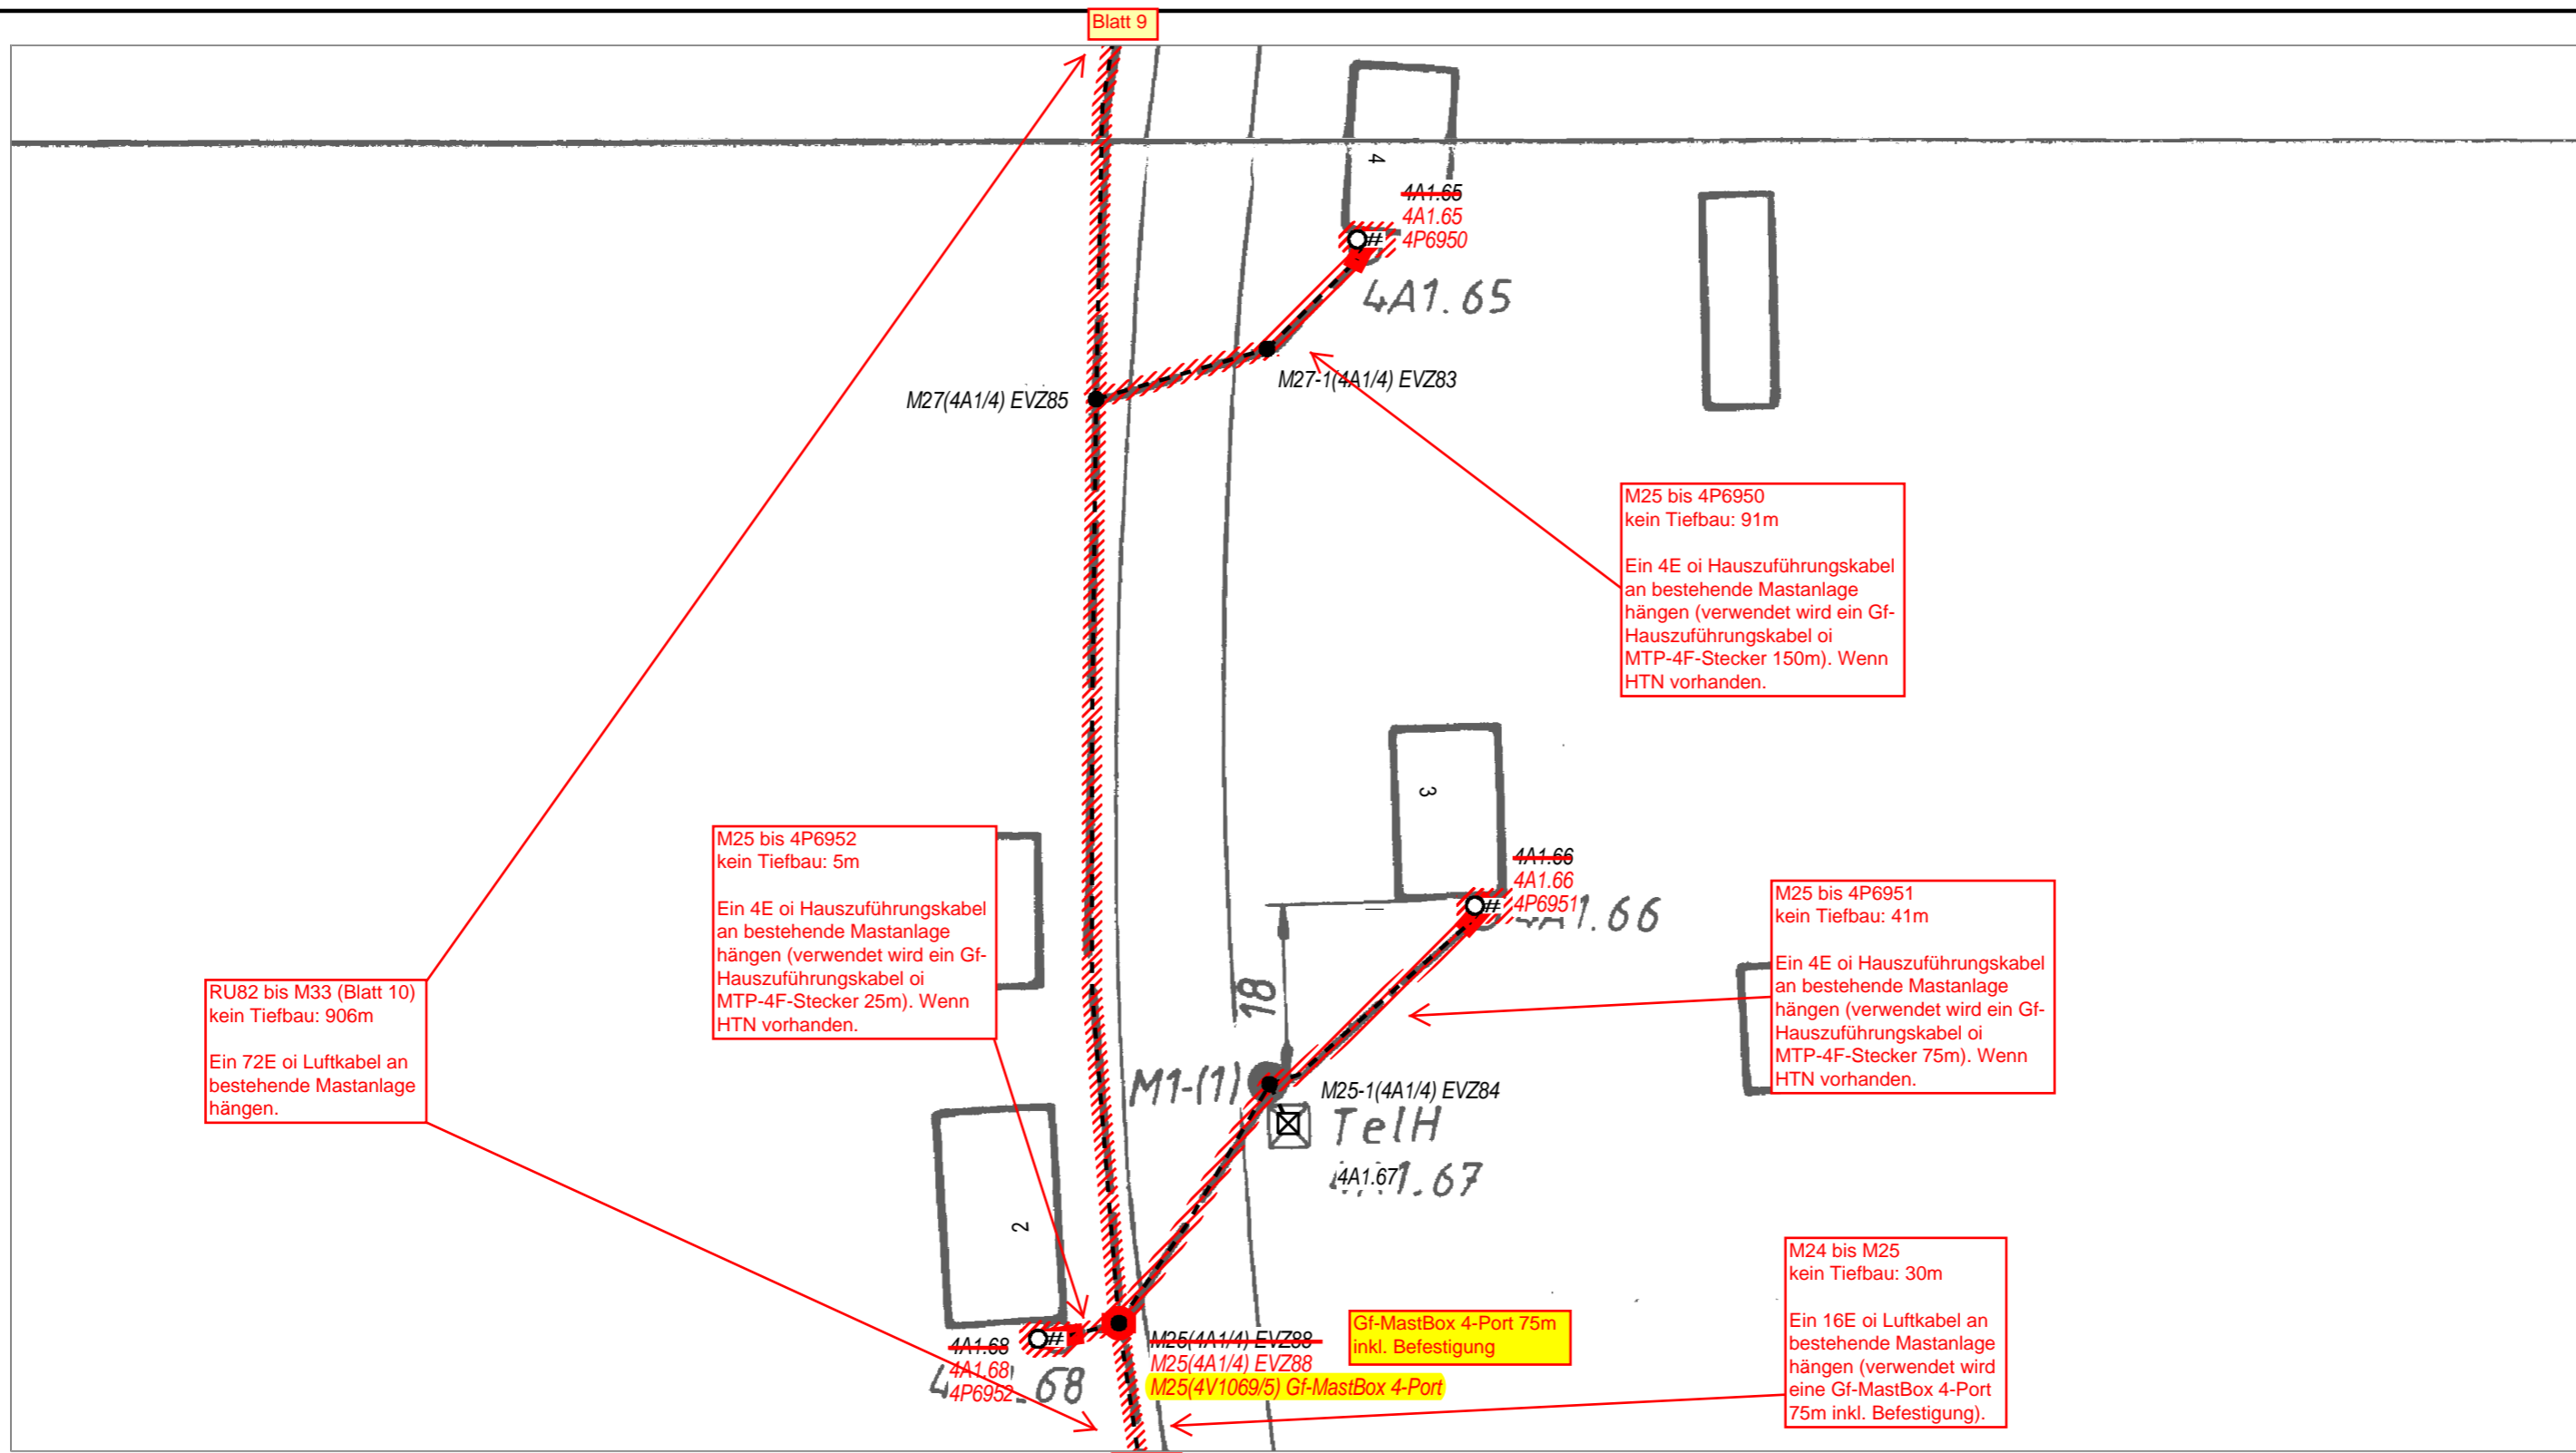 Blatt 9
4
4A1.65
4A1.65
4P6950
4A1.65
M27(4A1/4) EVZ85
M27-1(4A1/4) EVZ83
M25 bis 4P6950
kein Tiefbau: 91m
Ein 4E oi Hauszuführungskabel
an bestehende Mastanlage
hängen (verwendet wird ein Gf-
Hauszuführungskabel oi
MTP-4F-Stecker 150m). Wenn
HTN vorhanden.
3
M25 bis 4P6952
kein Tiefbau: 5m
Ein 4E oi Hauszuführungskabel
an bestehende Mastanlage
hängen (verwendet wird ein Gf-
Hauszuführungskabel oi
MTP-4F-Stecker 25m). Wenn
HTN vorhanden.
4A1.66
4A1.66
4P6951
4A1.66
M25 bis 4P6951
kein Tiefbau: 41m
Ein 4E oi Hauszuführungskabel
an bestehende Mastanlage
hängen (verwendet wird ein Gf-
Hauszuführungskabel oi
MTP-4F-Stecker 75m). Wenn
HTN vorhanden.
RU82 bis M33 (Blatt 10)
kein Tiefbau: 906m
Ein 72E oi Luftkabel an
bestehende Mastanlage
hängen.
18
M1-(1)
M25-1(4A1/4) EVZ84
TelH
4A1.67
4A1.67
2
M24 bis M25
kein Tiefbau: 30m
Ein 16E oi Luftkabel an
bestehende Mastanlage
hängen (verwendet wird
eine Gf-MastBox 4-Port
75m inkl. Befestigung).
Gf-MastBox 4-Port 75m
inkl. Befestigung
4A1.68
4A1.68
4P6952
68
M25(4A1/4) EVZ88
M25(4A1/4) EVZ88
M25(4V1069/5) Gf-MastBox 4-Port